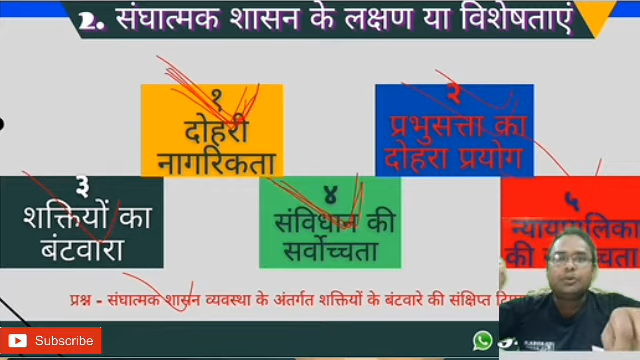 2. संघात्मक शासन के लक्षण या विशेषताएं
१
दोहरी
नागरिकता
२
प्रभुसत्ता का
दोहरा प्रयोग
३
शक्तियों का
बंटवारा
४
संविधान की
सर्वोच्चता
५
न्यायपालिका
की
प्रश्न - संघात्मक शासन व्यवस्था के अंतर्गत शक्तियों के बंटवारे की संक्षिप्त
Subscribe